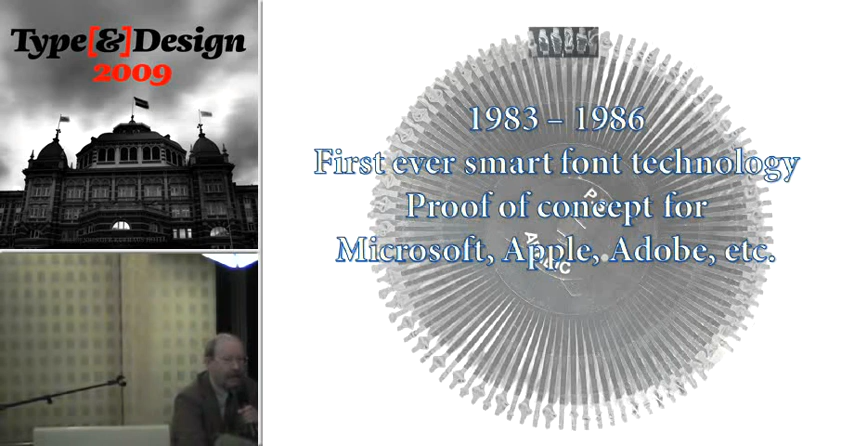 Type[&]Design
2009
1983 – 1986
First ever smart font technology
Proof of concept for
Microsoft, Apple, Adobe, etc.